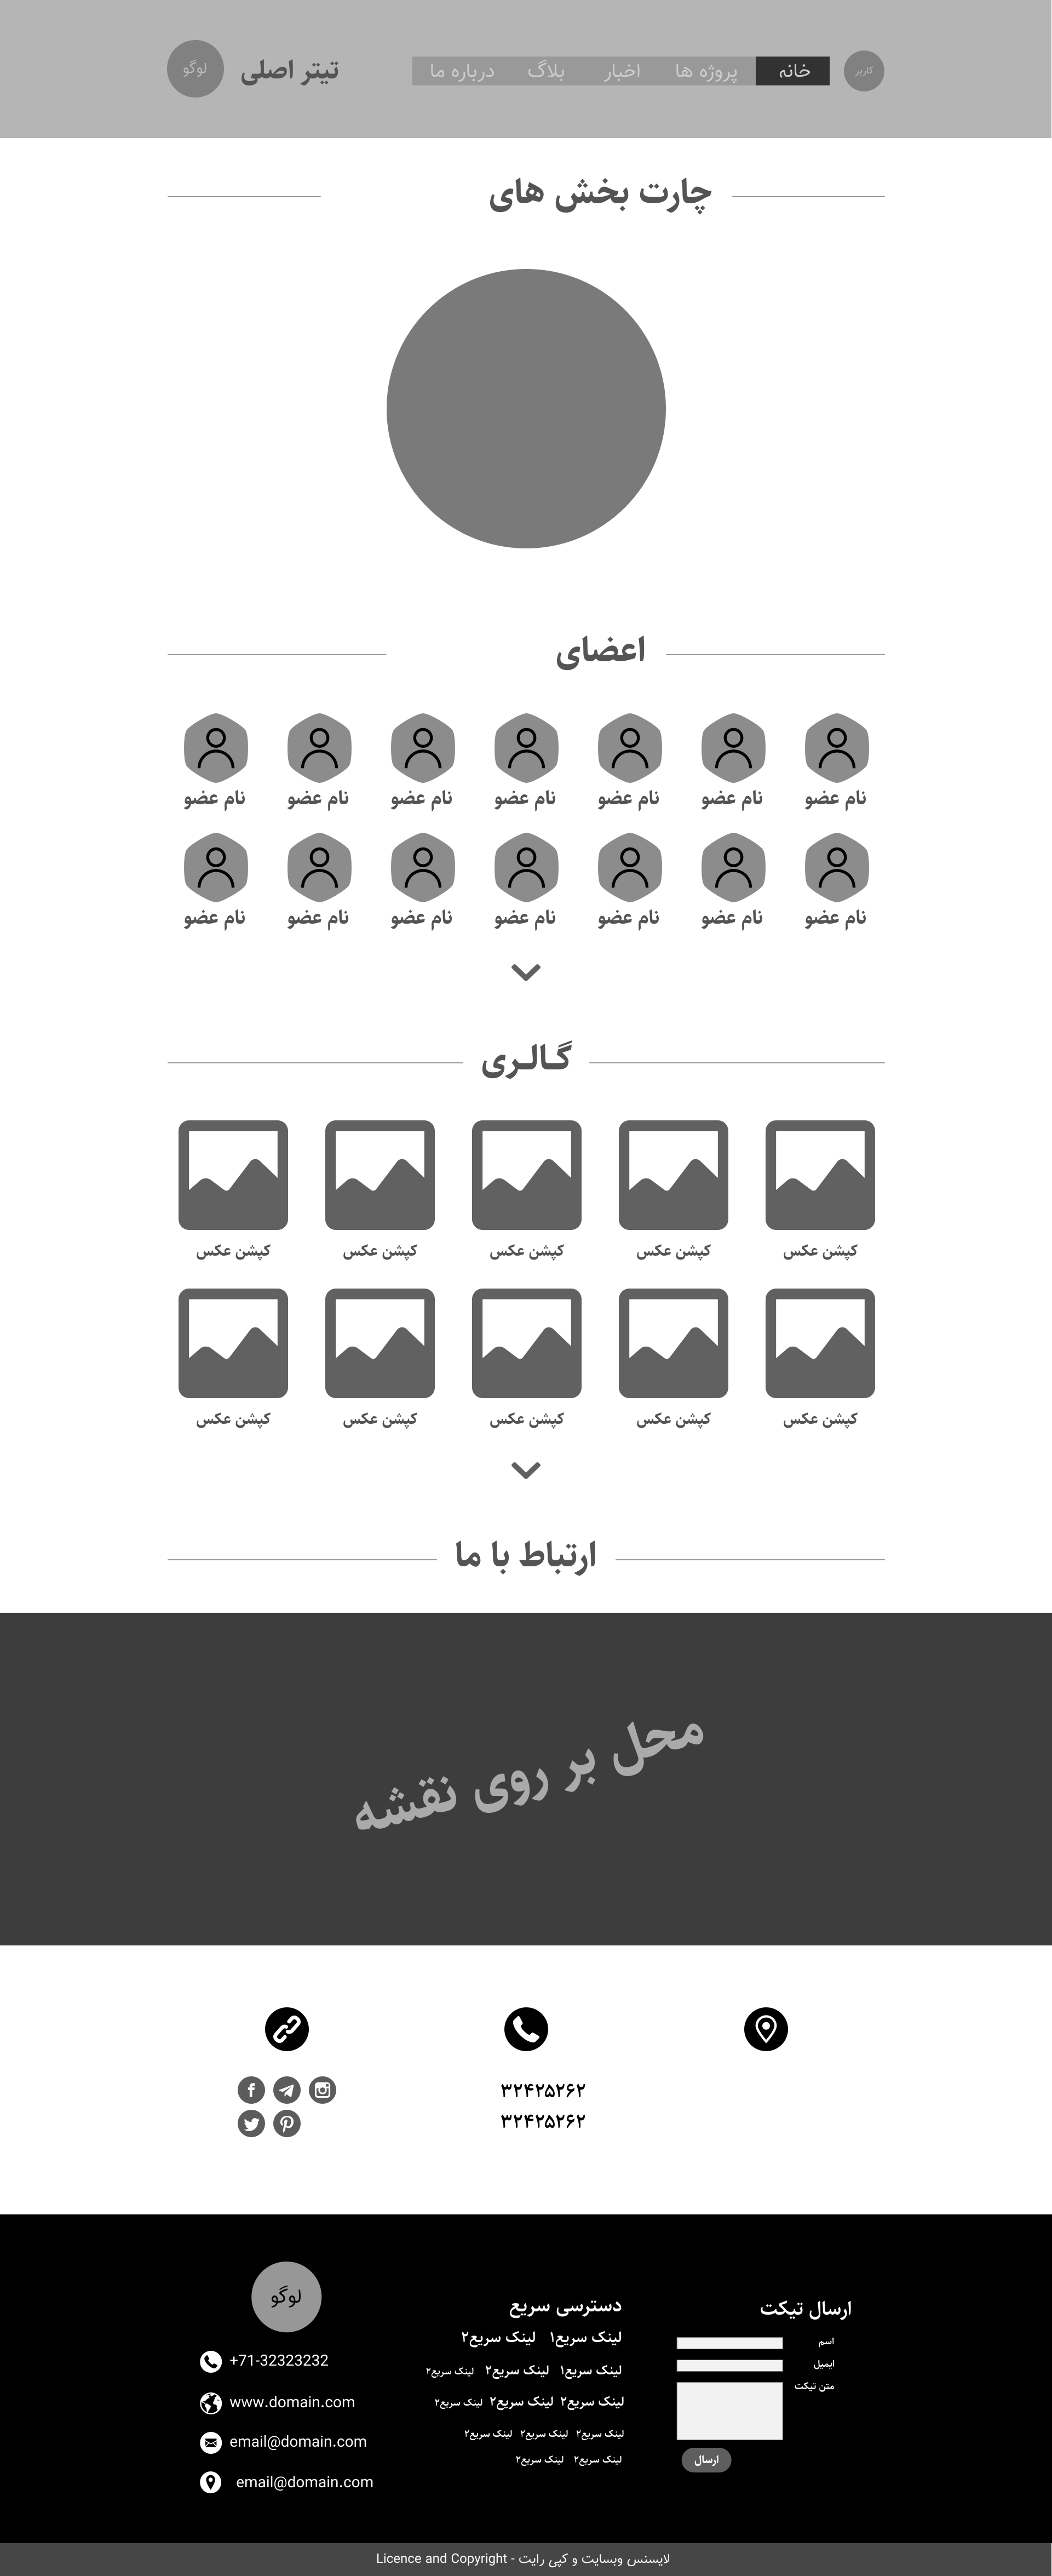 کاربر
خانه پروژه ها اخبار بلاگ درباره ما
تیتر اصلی
لوگو
چارت بخش های
اعضای
نام عضو نام عضو نام عضو نام عضو نام عضو نام عضو نام عضو
نام عضو نام عضو نام عضو نام عضو نام عضو نام عضو نام عضو
گالری
کپشن عکس کپشن عکس کپشن عکس کپشن عکس کپشن عکس
کپشن عکس کپشن عکس کپشن عکس کپشن عکس کپشن عکس
ارتباط با ما
محل بر روی نقشه
۳۲۴۲۵۲۶۲
۳۲۴۲۵۲۶۲
ارسال تیکت
اسم
ایمیل
متن تیکت
ارسال
دسترسی سریع
لینک سریع۱ لینک سریع۲
لینک سریع۱ لینک سریع۲ لینک سریع۲
لینک سریع۲ لینک سریع۲ لینک سریع۲
لینک سریع۲ لینک سریع۲ لینک سریع۲
لینک سریع۲ لینک سریع۲
لوگو
+71-32323232
www.domain.com
email@domain.com
email@domain.com
لایسنس وبسایت و کپی رایت - Licence and Copyright